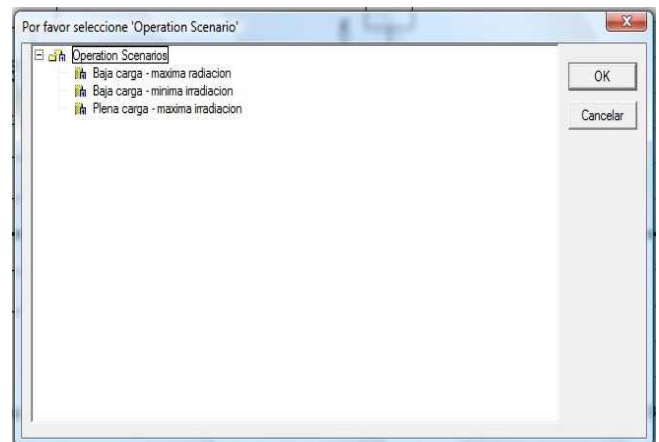 Por favor seleccione 'Operation Scenario'
Operation Scenarios
Baja carga - maxima radiacion
Baja carga - minima irradiacion
Plena carga - maxima irradiacion
OK
Cancelar